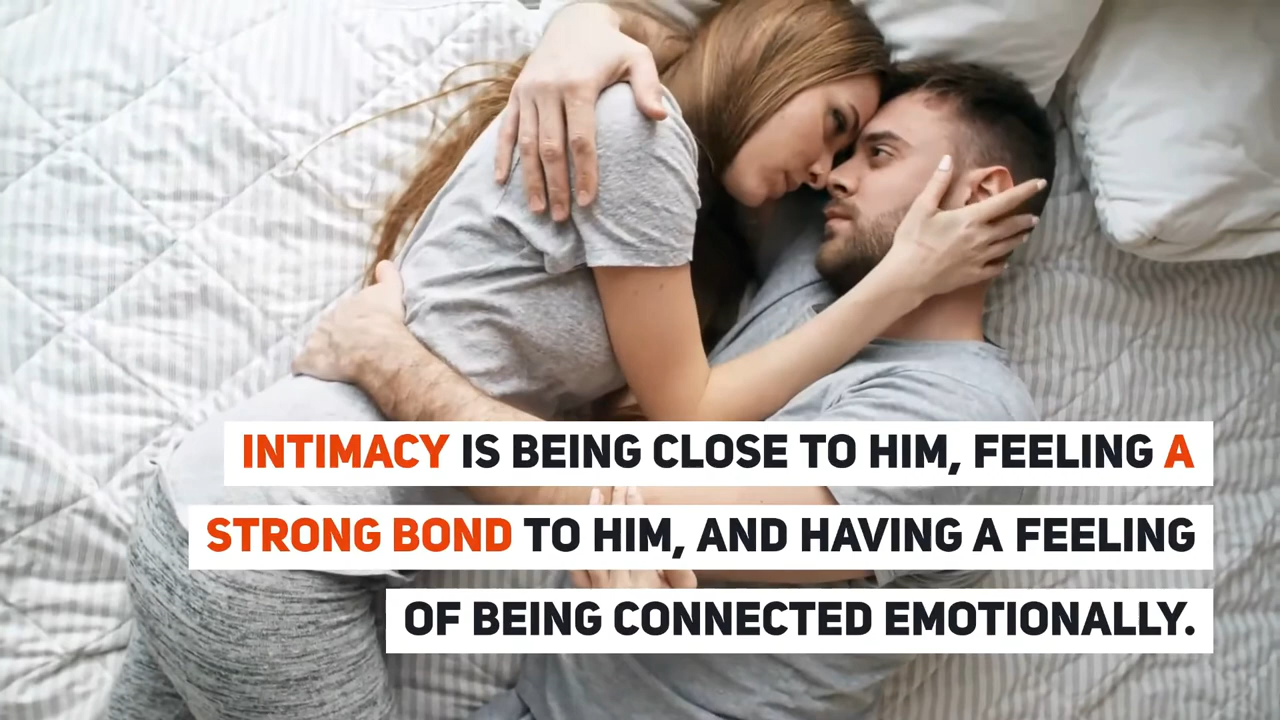 INTIMACY IS BEING CLOSE TO HIM, FEELING A
STRONG BOND TO HIM, AND HAVING A FEELING
OF BEING CONNECTED EMOTIONALLY.